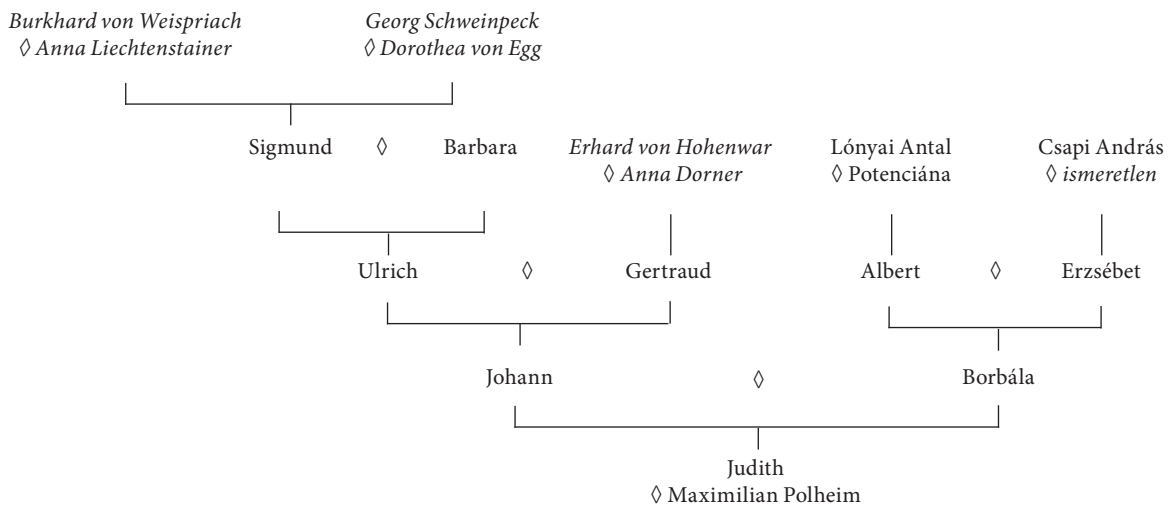 Burkhard von Weispriach
◊ Anna Liechtenstainer
Georg Schweinpeck
◊ Dorothea von Egg
Sigmund ◊ Barbara
Erhard von Hohenwar
◊ Anna Dorner
Lónyai Antal
◊ Potenciána
Csapi András
◊ ismeretlen
Ulrich ◊ Gertraud
Albert ◊ Erzsébet
Johann ◊ Borbála
Judith
◊ Maximilian Polheim